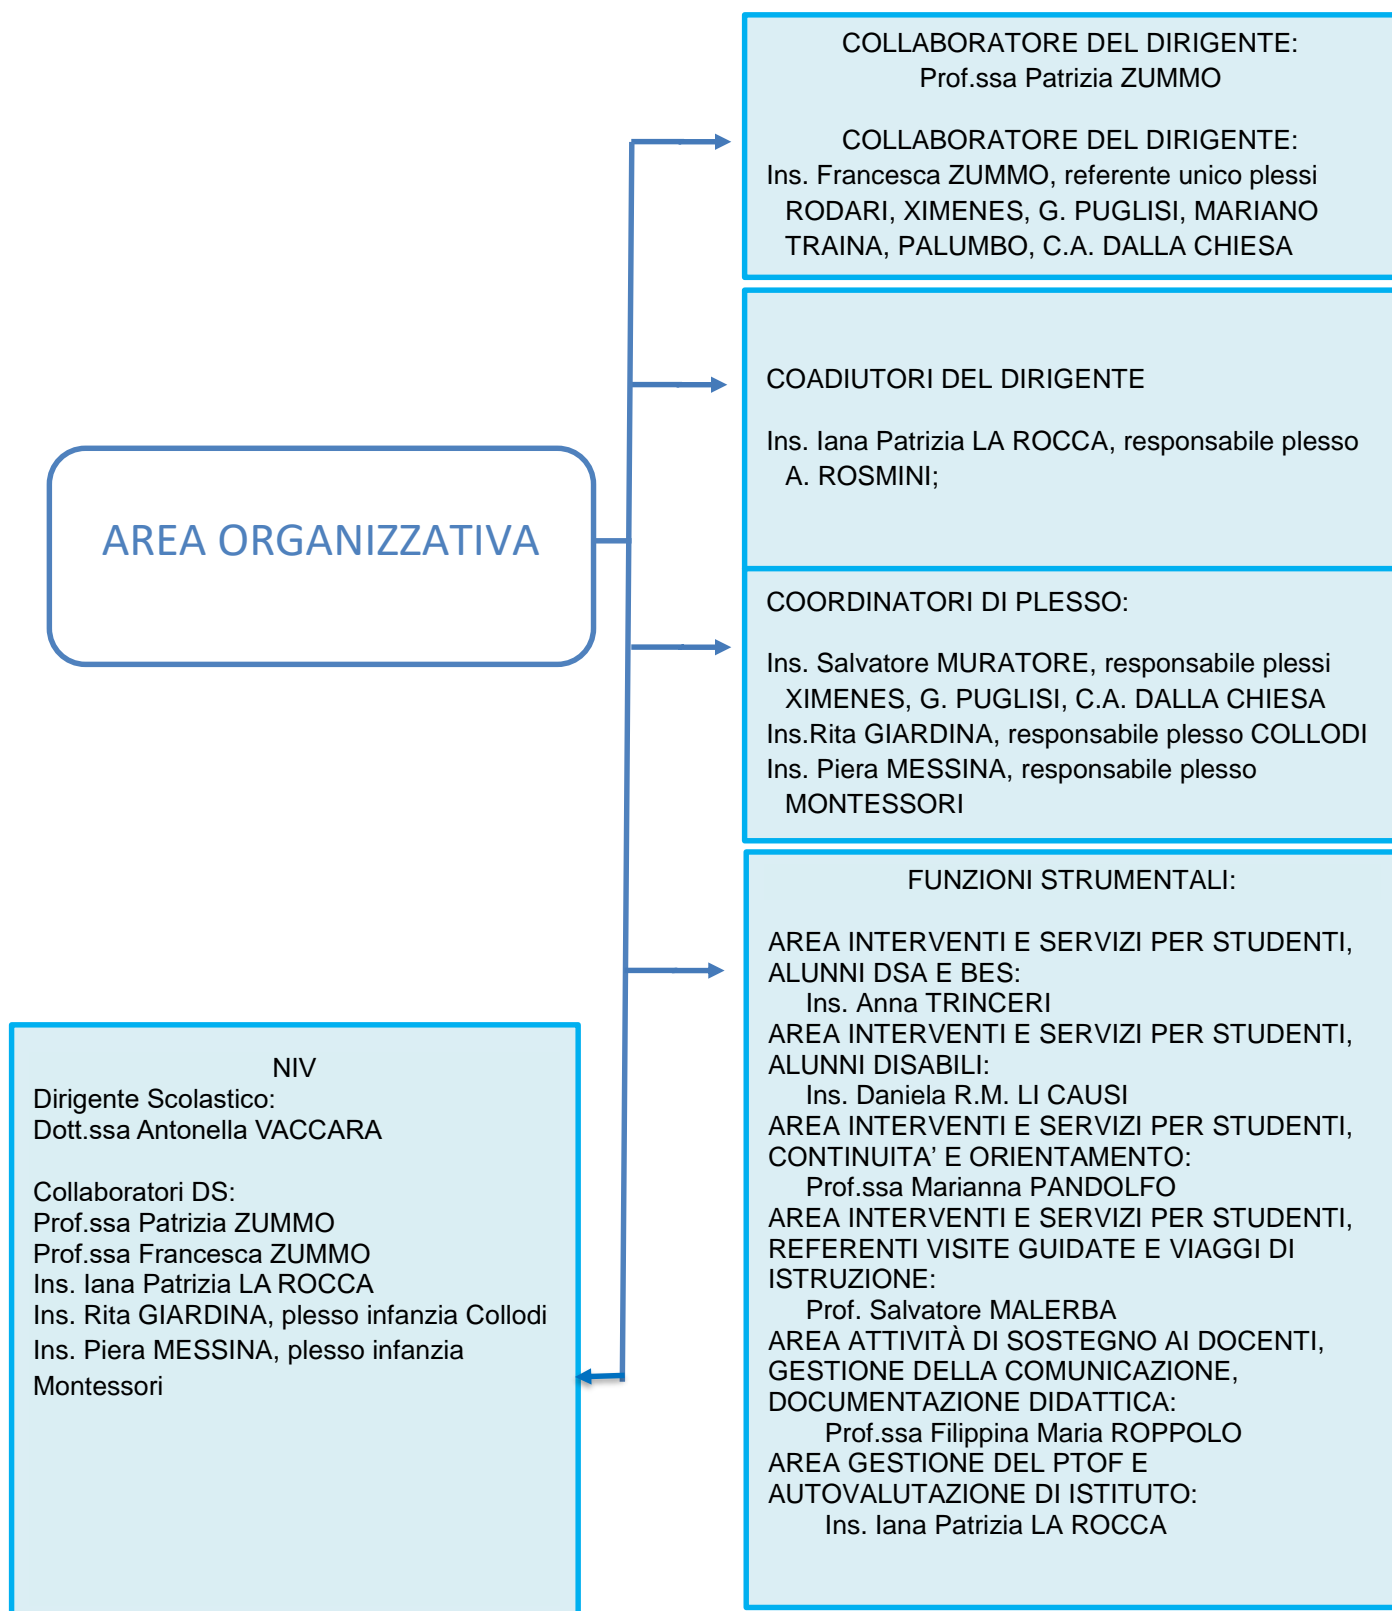 COLLABORATORE DEL DIRIGENTE:
Prof.ssa Patrizia ZUMMO
COLLABORATORE DEL DIRIGENTE:
Ins. Francesca ZUMMO, referente unico plessi
RODARI, XIMENES, G. PUGLISI, MARIANO
TRAINA, PALUMBO, C.A. DALLA CHIESA
COADIUTORI DEL DIRIGENTE
Ins. Iana Patrizia LA ROCCA, responsabile plesso
A. ROSMINI;
AREA ORGANIZZATIVA
COORDINATORI DI PLESSO:
Ins. Salvatore MURATORE, responsabile plessi
XIMENES, G. PUGLISI, C.A. DALLA CHIESA
Ins.Rita GIARDINA, responsabile plesso COLLODI
Ins. Piera MESSINA, responsabile plesso
MONTESSORI
FUNZIONI STRUMENTALI:
AREA INTERVENTI E SERVIZI PER STUDENTI,
ALUNNI DSA E BES:
Ins. Anna TRINCERI
AREA INTERVENTI E SERVIZI PER STUDENTI,
ALUNNI DISABILI:
Ins. Daniela R.M. LI CAUSI
AREA INTERVENTI E SERVIZI PER STUDENTI,
CONTINUITA’ E ORIENTAMENTO:
Prof.ssa Marianna PANDOLFO
AREA INTERVENTI E SERVIZI PER STUDENTI,
REFERENTI VISITE GUIDATE E VIAGGI DI
ISTRUZIONE:
Prof. Salvatore MALERBA
AREA ATTIVITÀ DI SOSTEGNO AI DOCENTI,
GESTIONE DELLA COMUNICAZIONE,
DOCUMENTAZIONE DIDATTICA:
Prof.ssa Filippina Maria ROPPOLO
AREA GESTIONE DEL PTOF E
AUTOVALUTAZIONE DI ISTITUTO:
Ins. Iana Patrizia LA ROCCA
NIV
Dirigente Scolastico:
Dott.ssa Antonella VACCARA
Collaboratori DS:
Prof.ssa Patrizia ZUMMO
Prof.ssa Francesca ZUMMO
Ins. Iana Patrizia LA ROCCA
Ins. Rita GIARDINA, plesso infanzia Collodi
Ins. Piera MESSINA, plesso infanzia
Montessori